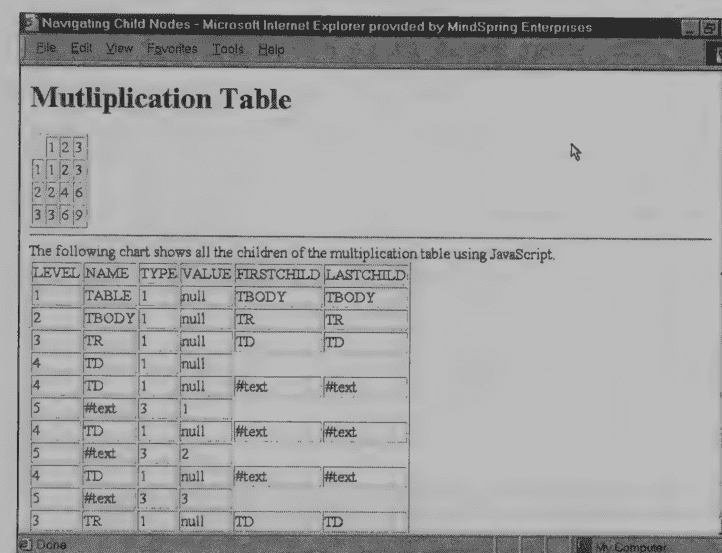 Navigating Child Nodes - Microsoft Internet Explorer provided by MindSpring Enterprises
File Edit View Favorites Tools Help
Mutliplication Table
1 2 3
1 1 2 3
2 2 4 6
3 3 6 9
The following chart shows all the children of the multiplication table using JavaScript.
LEVEL NAME TYPE VALUE FIRSTCHILD LASTCHILD
1 TABLE 1 null TBODY TBODY
2 TBODY 1 null TR TR
3 TR 1 null TD TD
4 TD 1 null
4 TD 1 null #text #text
5 #text 3 1
4 TD 1 null #text #text
5 #text 3 2
4 TD 1 null #text #text
5 #text 3 3
3 TR 1 null TD TD
Done My Computer